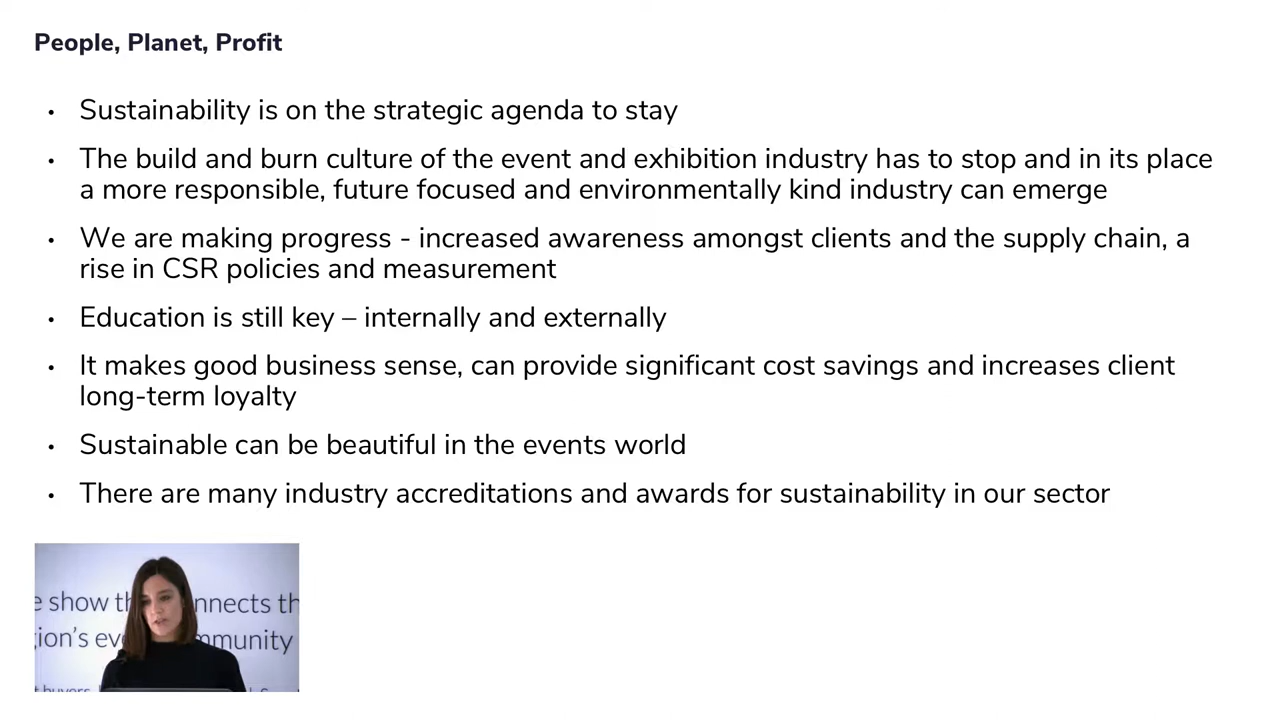 People, Planet, Profit
• Sustainability is on the strategic agenda to stay
• The build and burn culture of the event and exhibition industry has to stop and in its place
a more responsible, future focused and environmentally kind industry can emerge
• We are making progress - increased awareness amongst clients and the supply chain, a
rise in CSR policies and measurement
• Education is still key – internally and externally
• It makes good business sense, can provide significant cost savings and increases client
long-term loyalty
• Sustainable can be beautiful in the events world
• There are many industry accreditations and awards for sustainability in our sector
e show th nnects th
ion's eve mmunity